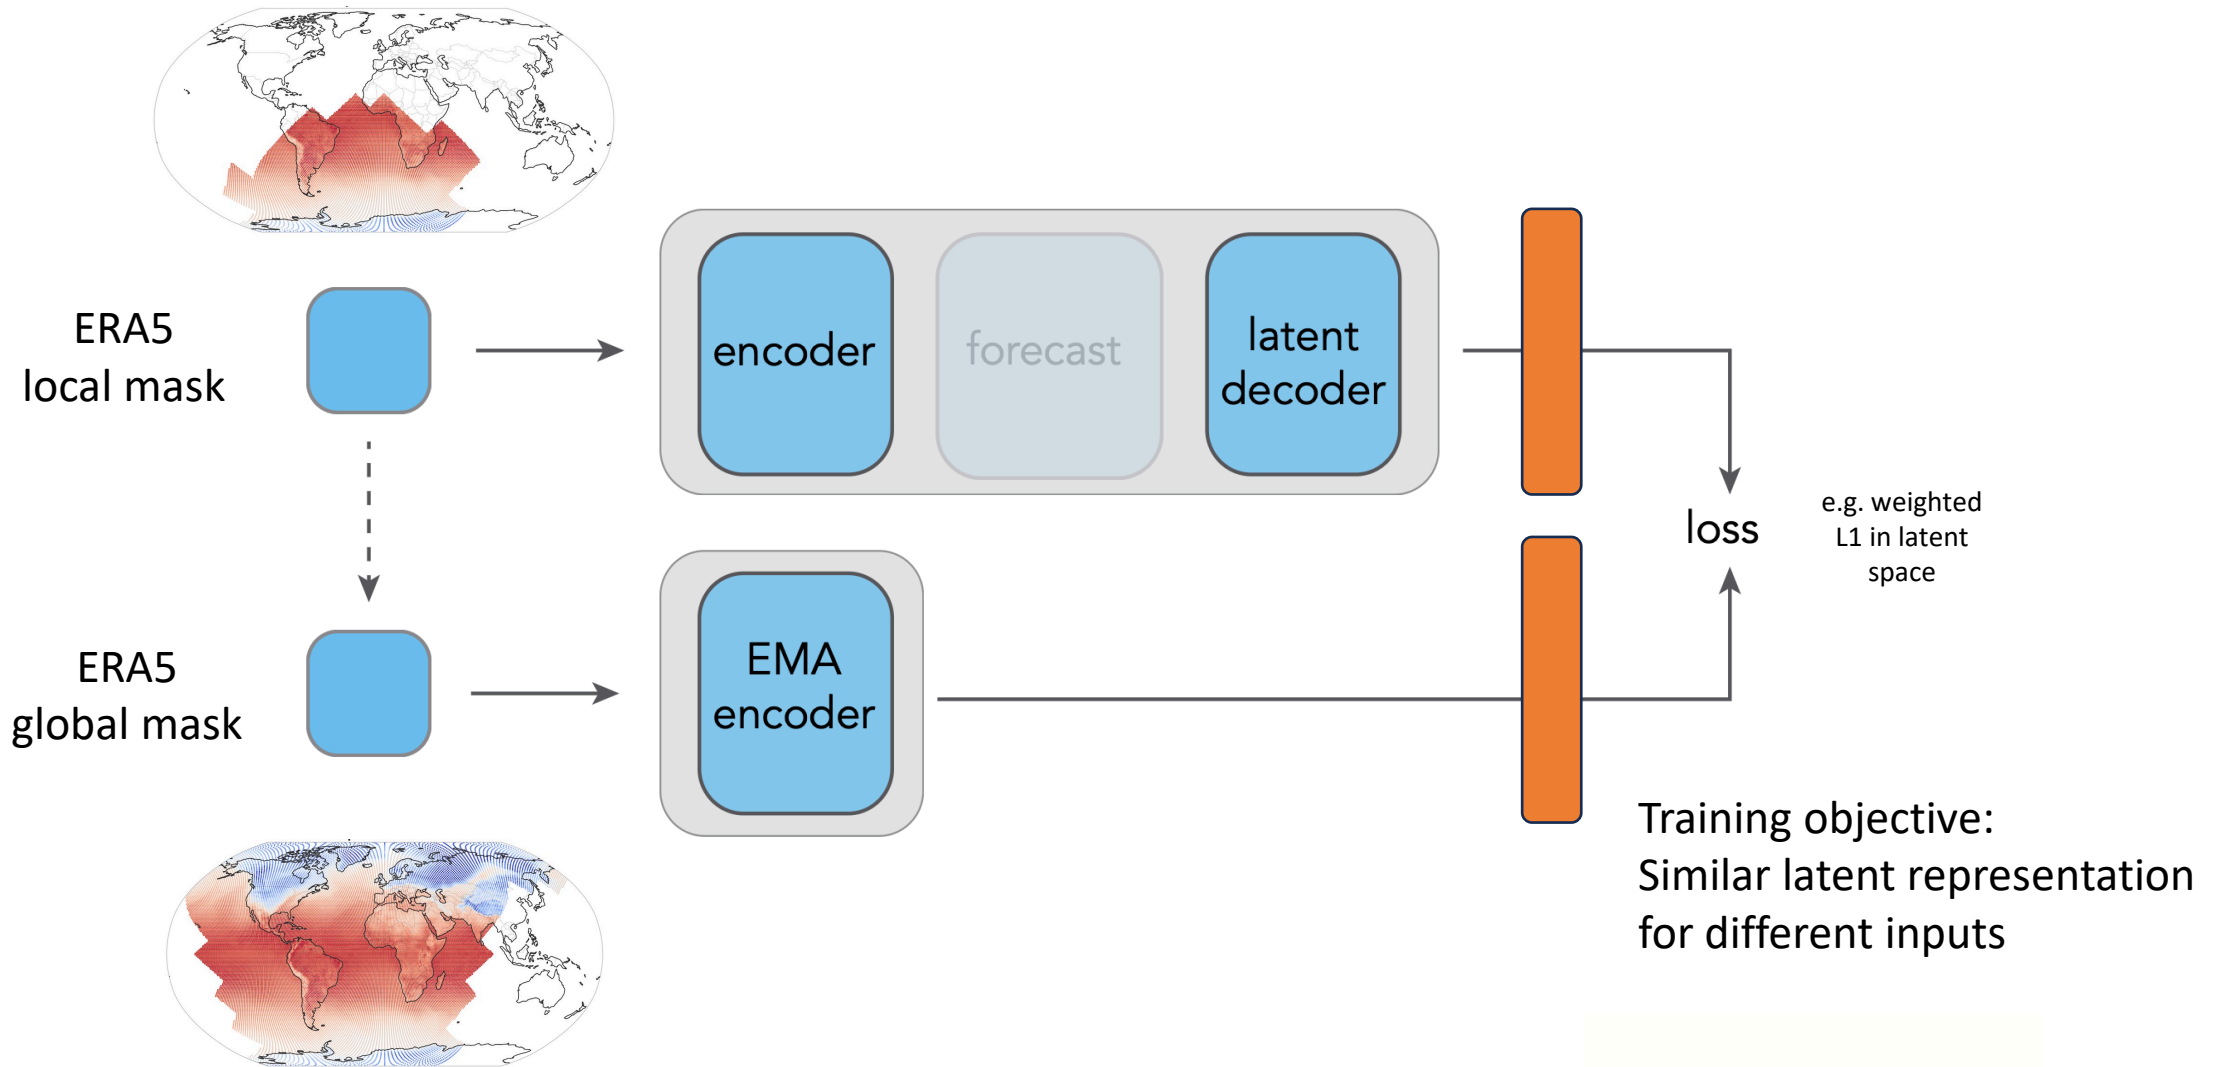 ERA5
local mask
encoder
forecast
latent
decoder
loss
e.g. weighted
L1 in latent
space
ERA5
global mask
EMA
encoder
Training objective:
Similar latent representation
for different inputs